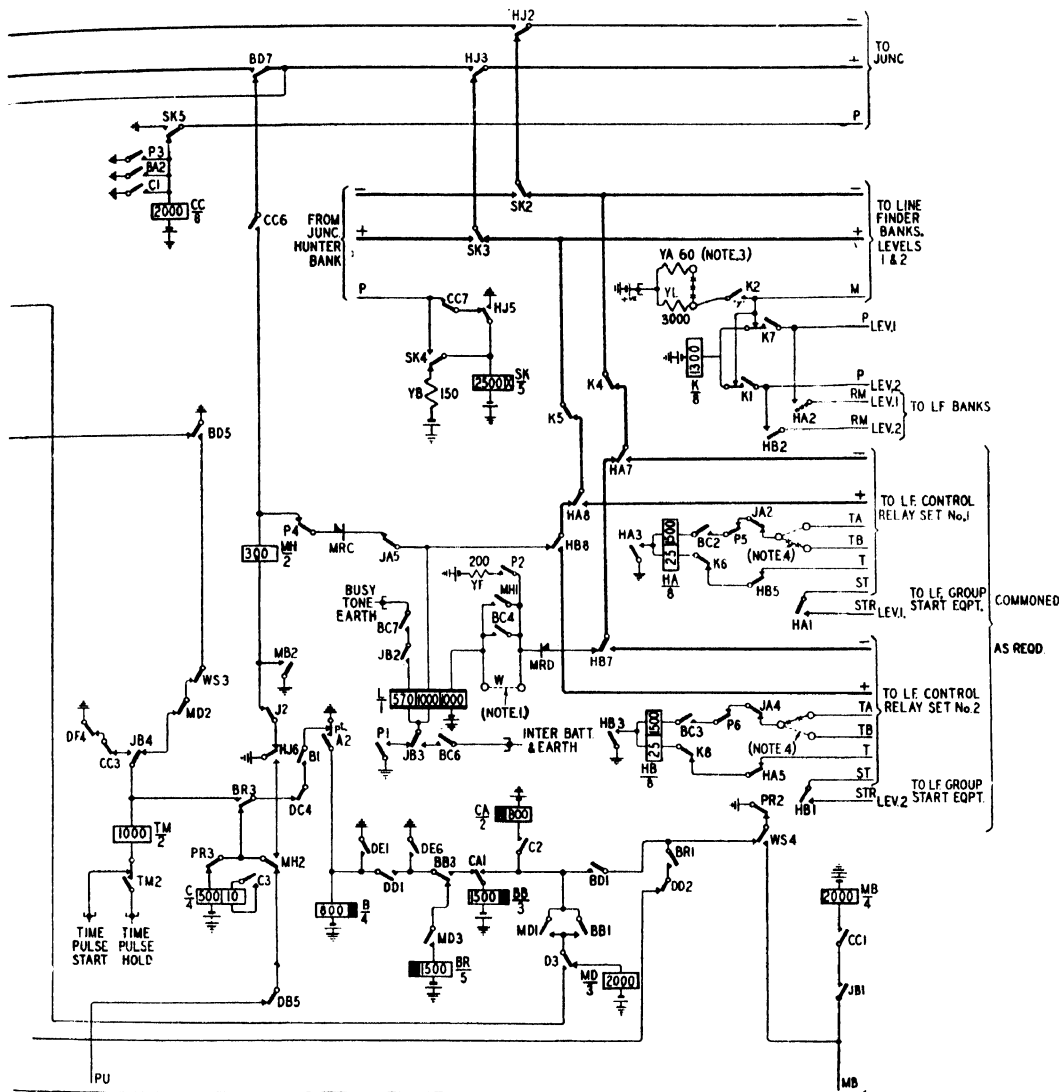 HJ2
−
TO
JUNC
BD7
HJ3
+
SK5
P
P3
BA2
C1
2000
CC
8
FROM
JUNC.
HUNTER
BANK
CC6
−
SK2
−
TO LINE
FINDER
BANKS.
LEVELS
1 & 2
+
SK3
+
YA 60 (NOTE.3)
K2
P
YL
3000
M
CC7
HJ5
K7
P
LEV.1
SK4
1300
K
8
K4
YB
150
2500
X
SK
5
K1
P
LEV.2
RM
LEV.1
TO LF BANKS
K5
HA2
RM
LEV.2
HB2
BD5
HA7
−
+
TO L.F. CONTROL
RELAY SET No.1
HA8
JA2
TA
P4
HA3
1500
BC2
P5
TB
MRC
JA5
HB8
(NOTE.4)
300
MH
2
25
K6
T
200
P2
HA
8
HB5
ST
YF
TO L.F. GROUP
START EQPT.
COMMONED
BUSY
TONE
EARTH
E
MH1
STR
LEV.1.
HA1
BC7
BC4
−
AS REQD.
MB2
JB2
MRD
HB7
WS3
W
+
TO L.F. CONTROL
RELAY SET No.2
L
1
570
1000
1000
(NOTE.1.)
MD2
J2
JA4
TA
P1
INTER BATT.
& EARTH
HB3
1500
BC3
P6
TB
DF4
JB4
HJ6
A2
JB3
BC6
(NOTE 4)
CC3
B1
25
K8
T
HB
8
HA5
ST
TO LF GROUP
START EQPT.
BR3
DC4
PR2
HB1
STR
LEV.2
CA
2
800
1000
TM
2
DE1
DE6
C2
WS4
PR3
MH2
BB3
CA1
BD1
BR1
TM2
C
4
500
10
C3
DD1
1500
BB
3
DD2
2000
MB
4
800
B
4
TIME
PULSE
START
TIME
PULSE
HOLD
MD3
MD1
BB1
CC1
1500
BR
5
D3
MD
3
2000
JB1
DB5
PU
MB